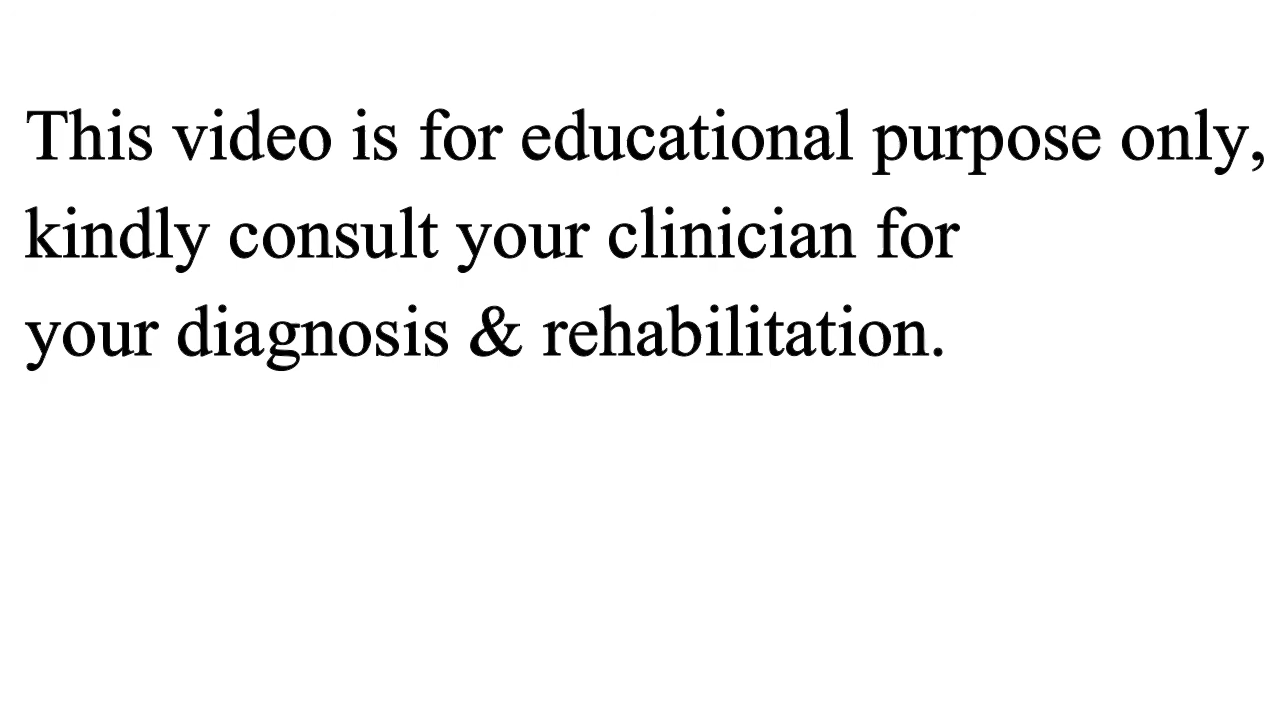 This video is for educational purpose only,
kindly consult your clinician for
your diagnosis & rehabilitation.